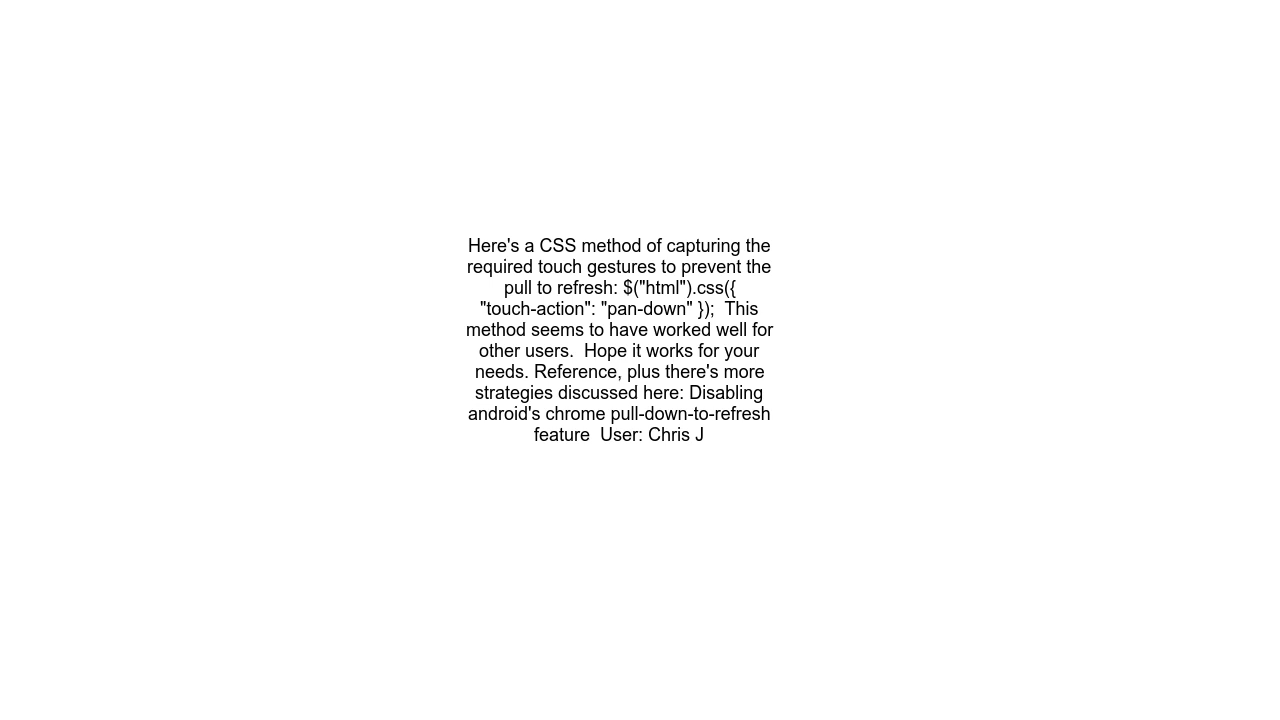 Here's a CSS method of capturing the
required touch gestures to prevent the
pull to refresh: $("html").css({
"touch-action": "pan-down" });  This
method seems to have worked well for
other users.  Hope it works for your
needs. Reference, plus there's more
strategies discussed here: Disabling
android's chrome pull-down-to-refresh
feature  User: Chris J